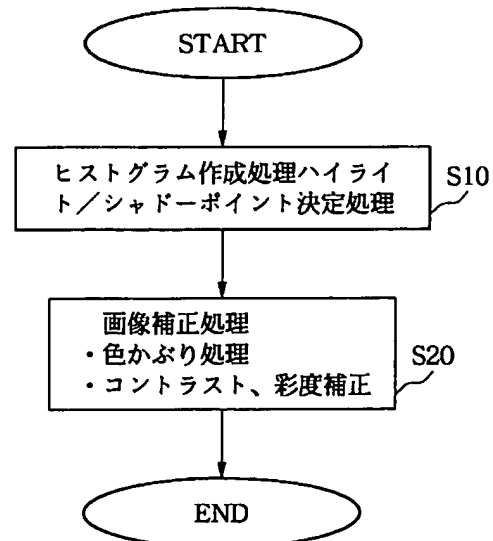 START
ヒストグラム作成処理ハイライ
ト／シャドーポイント決定処理
S10
画像補正処理
・色かぶり処理
・コントラスト、彩度補正
S20
END